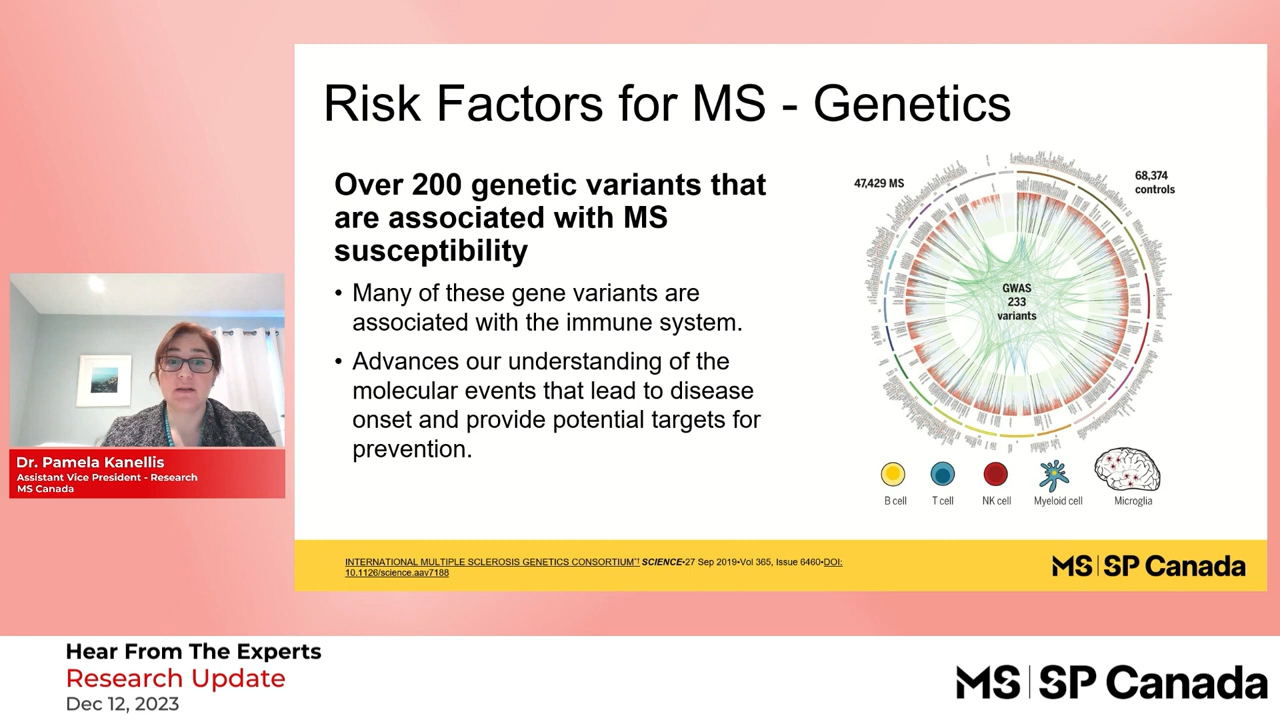 Risk Factors for MS - Genetics
Over 200 genetic variants that
are associated with MS
susceptibility
• Many of these gene variants are
associated with the immune system.
• Advances our understanding of the
molecular events that lead to disease
onset and provide potential targets for
prevention.
47,429 MS
68,374
controls
GWAS
233
variants
B cell
T cell
NK cell
Myeloid cell
Microglia
INTERNATIONAL MULTIPLE SCLEROSIS GENETICS CONSORTIUM*† SCIENCE•27 Sep 2019•Vol 365, Issue 6460•DOI:
10.1126/science.aav7188
MS | SP Canada
Dr. Pamela Kanellis
Assistant Vice President - Research
MS Canada
Hear From The Experts
Research Update
Dec 12, 2023
MS | SP Canada